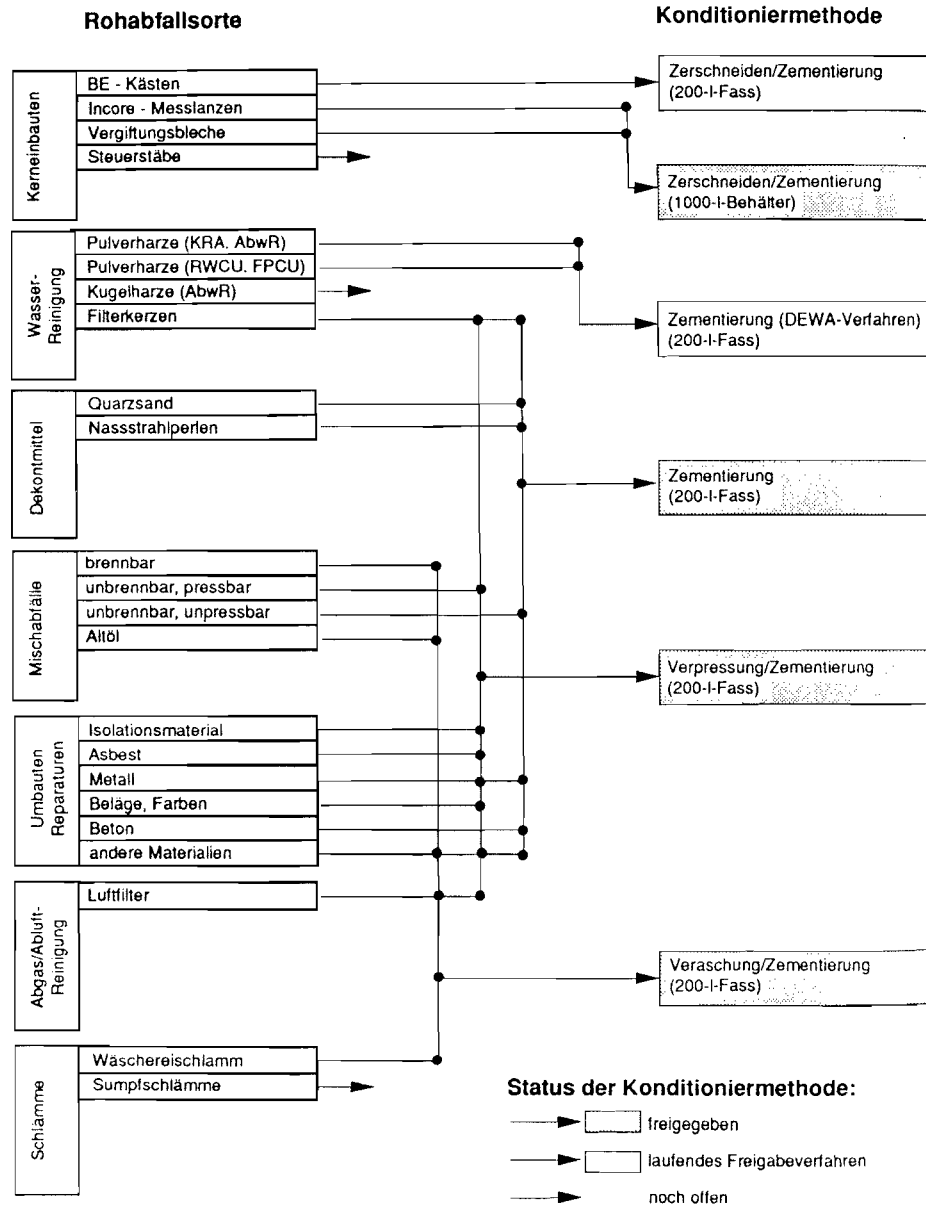 Rohabfallsorte
Konditioniermethode
Kerneinbauten
BE - Kästen
Incore - Messlanzen
Vergiftungsbleche
Steuerstäbe
Zerschneiden/Zementierung
(200-l-Fass)
Zerschneiden/Zementierung
(1000-l-Behälter)
Wasser-
Reinigung
Pulverharze (KRA. AbwR)
Pulverharze (RWCU. FPCU)
Kugelharze (AbwR)
Filterkerzen
Zementierung (DEWA-Verfahren)
(200-l-Fass)
Dekontmittel
Quarzsand
Nassstrahlperlen
Zementierung
(200-l-Fass)
Mischabfälle
brennbar
unbrennbar, pressbar
unbrennbar, unpressbar
Altöl
Verpressung/Zementierung
(200-l-Fass)
Umbauten
Reparaturen
Isolationsmaterial
Asbest
Metall
Beläge, Farben
Beton
andere Materialien
Abgas/Abluft-
Reinigung
Luftfilter
Veraschung/Zementierung
(200-l-Fass)
Schlämme
Wäschereischlamm
Sumpfschlämme
Status der Konditioniermethode:
freigegeben
laufendes Freigabeverfahren
noch offen